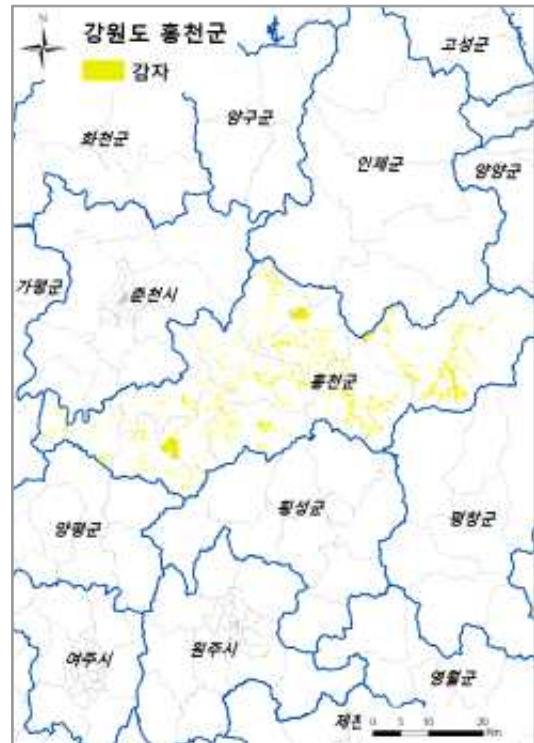 강원도 홍천군
감자
고성군
양구군
화천군
인제군
양양군
가평군
춘천시
홍천군
양평군
횡성군
평창군
여주시
원주시
영월군
0 5 10 20
Km